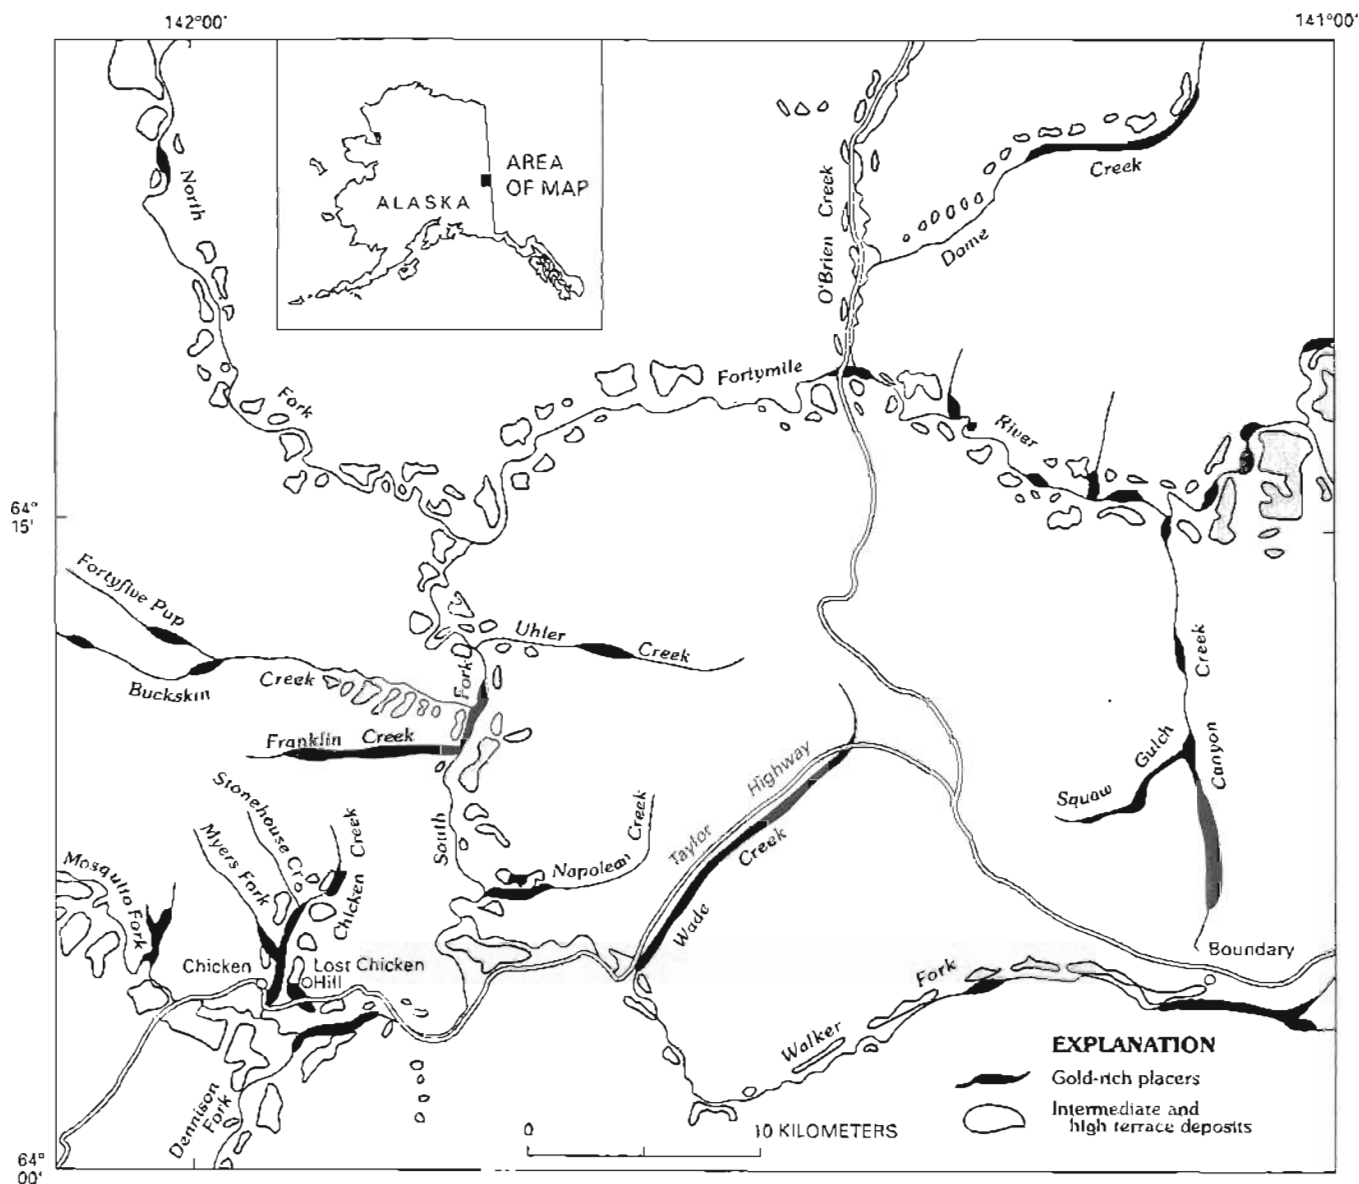 142°00'
141°00'
AREA
OF MAP
ALASKA
North
Fork
O'Brien Creek
Creek
Dome
Fortymile
River
64°
15'
Fortyfive Pup
Buckskin
Creek
Uhler
Creek
Fork
Franklin Creek
South
Stonehouse Cr
Myers Fork
Chicken Creek
Mosquito Fork
Napolean Creek
Taylor
Highway
Wade
Creek
Squaw
Gulch
Canyon
Creek
Boundary
Chicken
Lost Chicken
Hill
Fork
Walker
Dennison
Fork
EXPLANATION
Gold-rich placers
Intermediate and
high terrace deposits
0
10 KILOMETERS
64°
00'